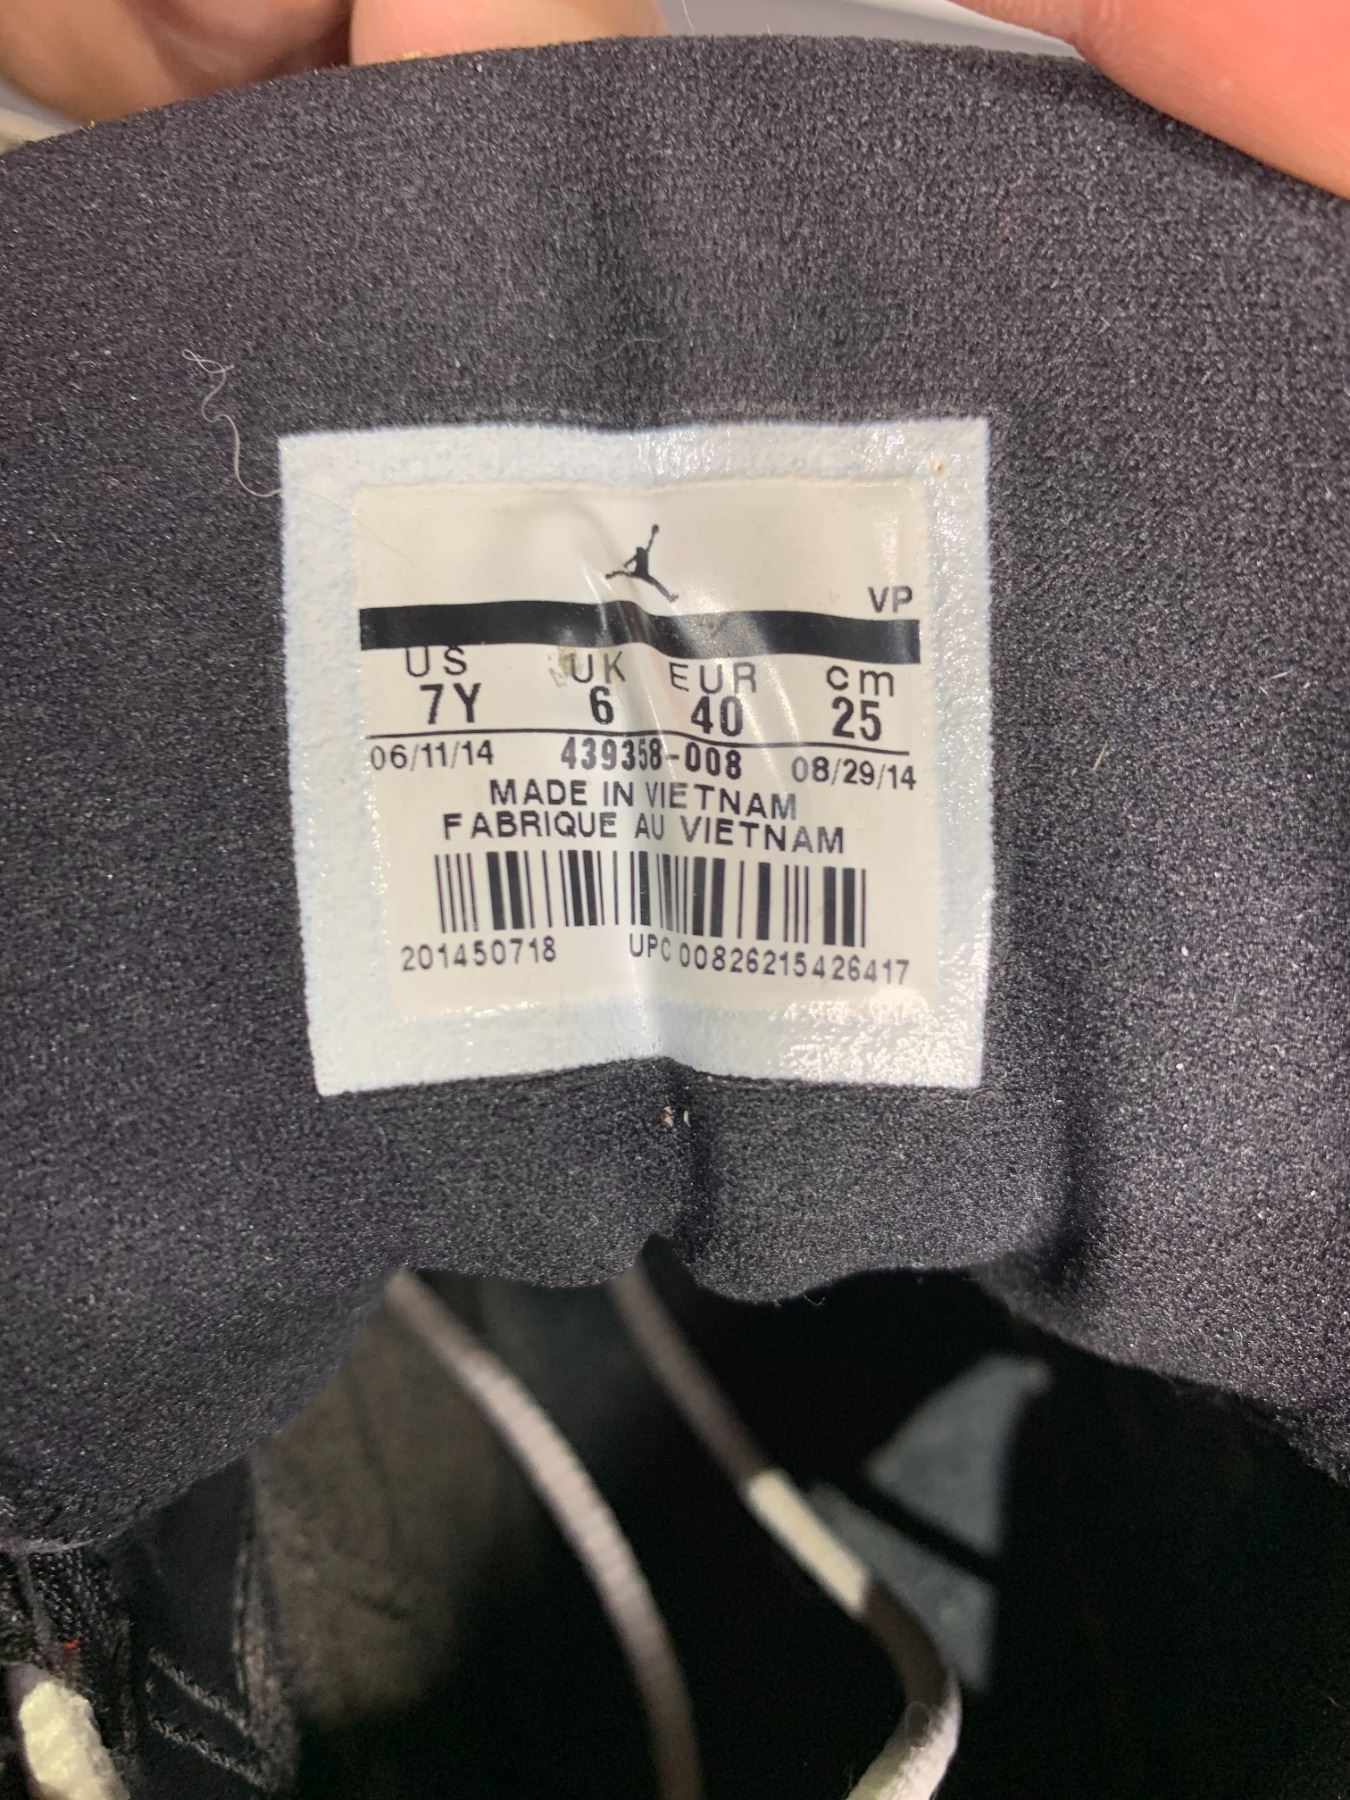 VP
US UK EUR cm
7Y 6 40 25
06/11/14 439358-008 08/29/14
MADE IN VIETNAM
FABRIQUE AU VIETNAM
201450718 UPC 00826215426417